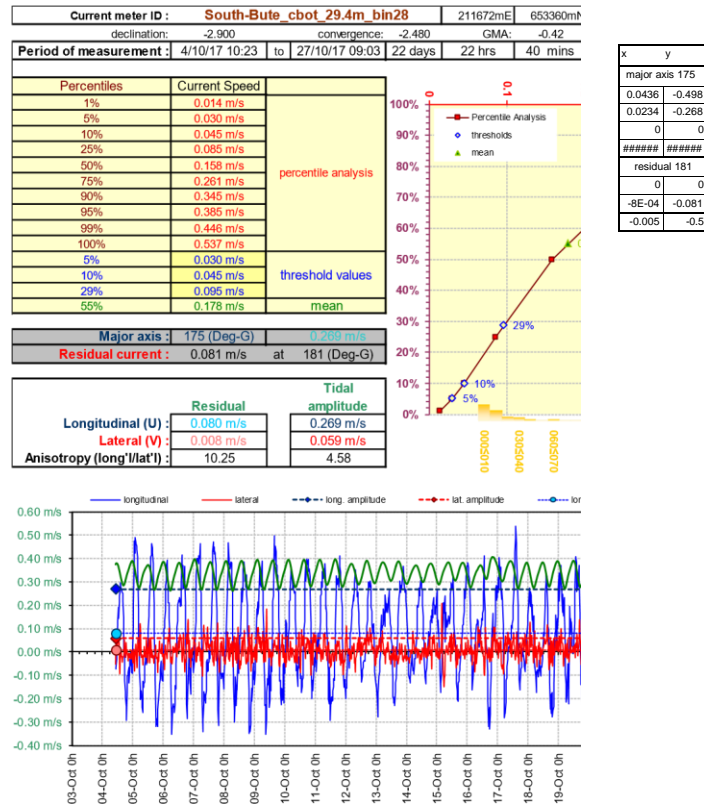 Current meter ID : South-Bute_cbot_29.4m_bin28 211672mE 653360mN
declination: -2.900 convergence: -2.480 GMA: -0.42
Period of measurement : 4/10/17 10:23 to 27/10/17 09:03 22 days 22 hrs 40 mins
Percentiles Current Speed
1% 0.014 m/s
5% 0.030 m/s
10% 0.045 m/s
25% 0.085 m/s
50% 0.158 m/s
75% 0.261 m/s
90% 0.345 m/s
95% 0.385 m/s
99% 0.446 m/s
100% 0.537 m/s
percentile analysis
5% 0.030 m/s
10% 0.045 m/s
29% 0.095 m/s
threshold values
55% 0.178 m/s mean
Major axis : 175 (Deg-G) 0.269 m/s
Residual current : 0.081 m/s at 181 (Deg-G)
Residual Tidal amplitude
Longitudinal (U) : 0.080 m/s 0.269 m/s
Lateral (V) : 0.008 m/s 0.059 m/s
Anisotropy (long'l/lat'l) : 10.25 4.58
0 0.1
100%
90%
80%
70%
60%
50%
40%
30%
20%
10%
0%
Percentile Analysis
thresholds
mean
29%
10%
5%
0005010
0305040
0605070
x y
major axis 175
0.0436 -0.498
0.0234 -0.268
0 0
###### ######
residual 181
0 0
-8E-04 -0.081
-0.005 -0.5
longitudinal lateral long. amplitude lat. amplitude lor
0.60 m/s
0.50 m/s
0.40 m/s
0.30 m/s
0.20 m/s
0.10 m/s
0.00 m/s
-0.10 m/s
-0.20 m/s
-0.30 m/s
-0.40 m/s
03-Oct 0h
04-Oct 0h
05-Oct 0h
06-Oct 0h
07-Oct 0h
08-Oct 0h
09-Oct 0h
10-Oct 0h
11-Oct 0h
12-Oct 0h
13-Oct 0h
14-Oct 0h
15-Oct 0h
16-Oct 0h
17-Oct 0h
18-Oct 0h
19-Oct 0h